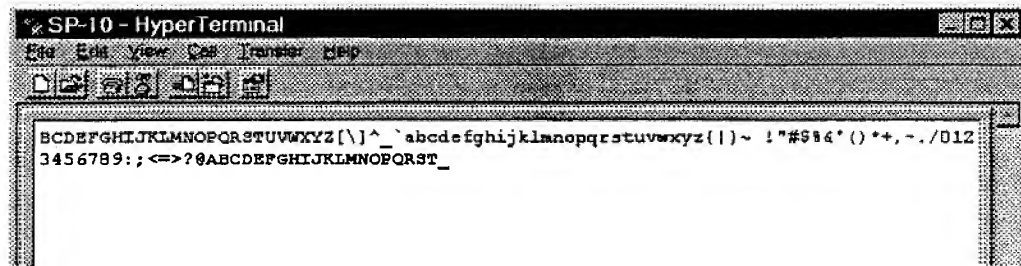 SP-10 - HyperTerminal
File Edit View Call Transfer Help
BCDEFGHIJKLMNOPQRSTUVWXYZ[\]^_`abcdefghijklmnopqrstuvwxyz{|}~ !"#$%&'()*+,-./012
3456789:;<=>?@ABCDEFGHIJKLMNOPQRST_